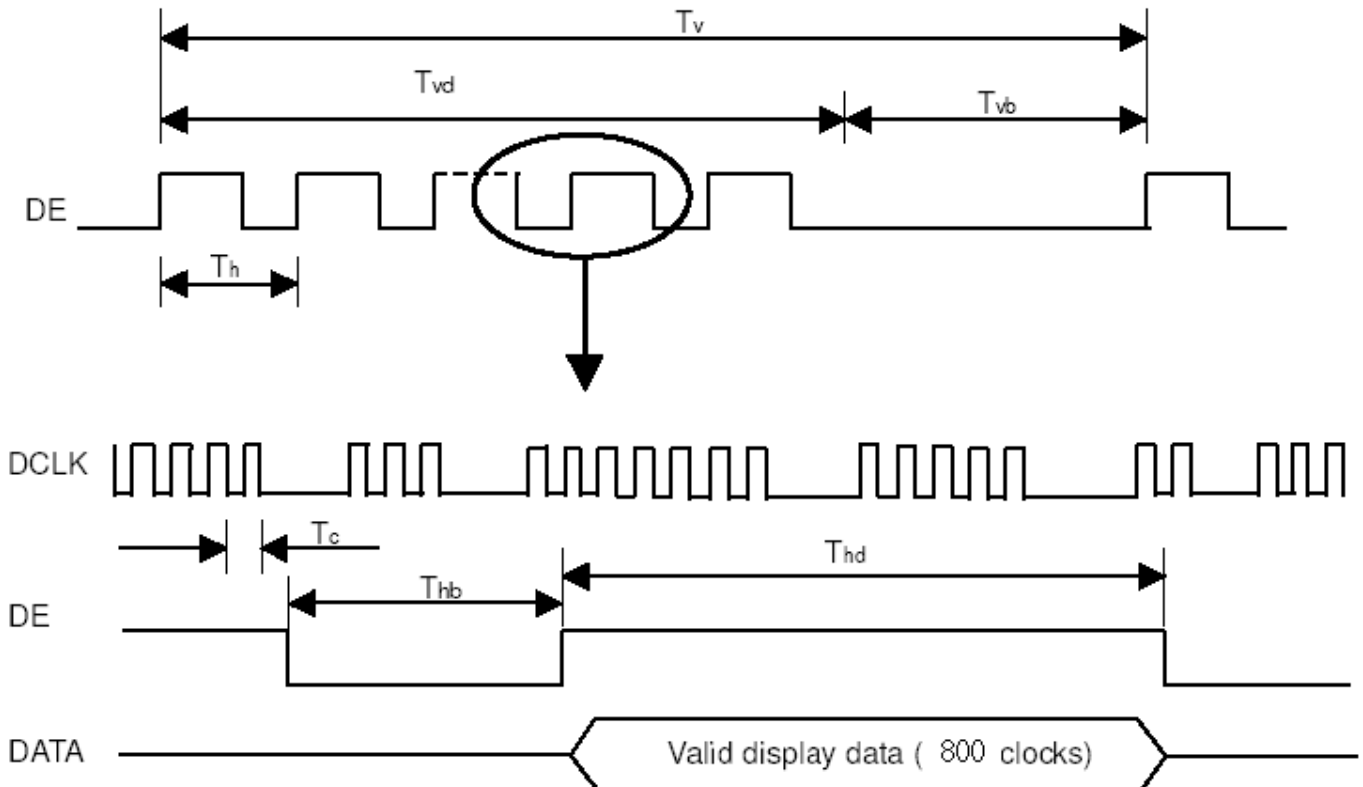 Tv
Tvd
Tvb
DE
Th
DCLK
Tc
Thd
Thb
DE
DATA
Valid display data ( 800 clocks)